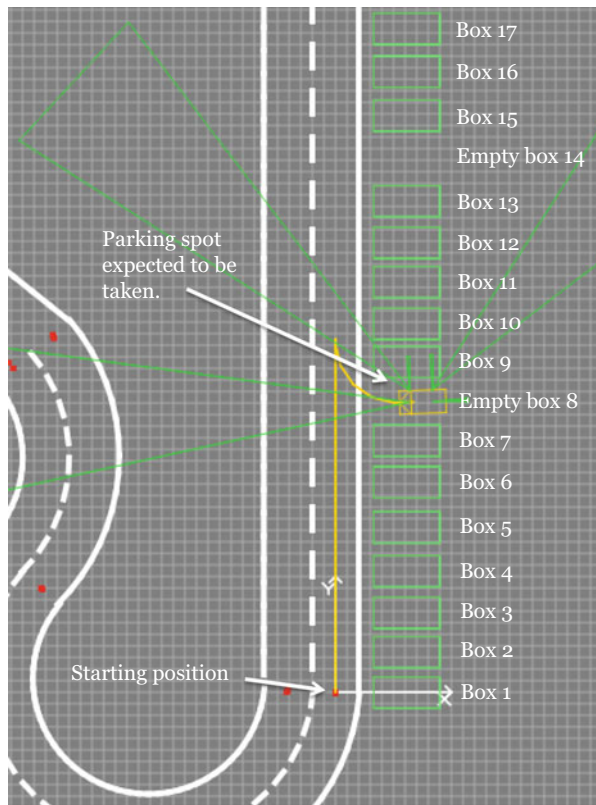 Box 17
Box 16
Box 15
Empty box 14
Box 13
Parking spot
expected to be
taken.
Box 12
Box 11
Box 10
Box 9
Empty box 8
Box 7
Box 6
Box 5
Box 4
Y
Box 3
Box 2
Starting position
Box 1
X